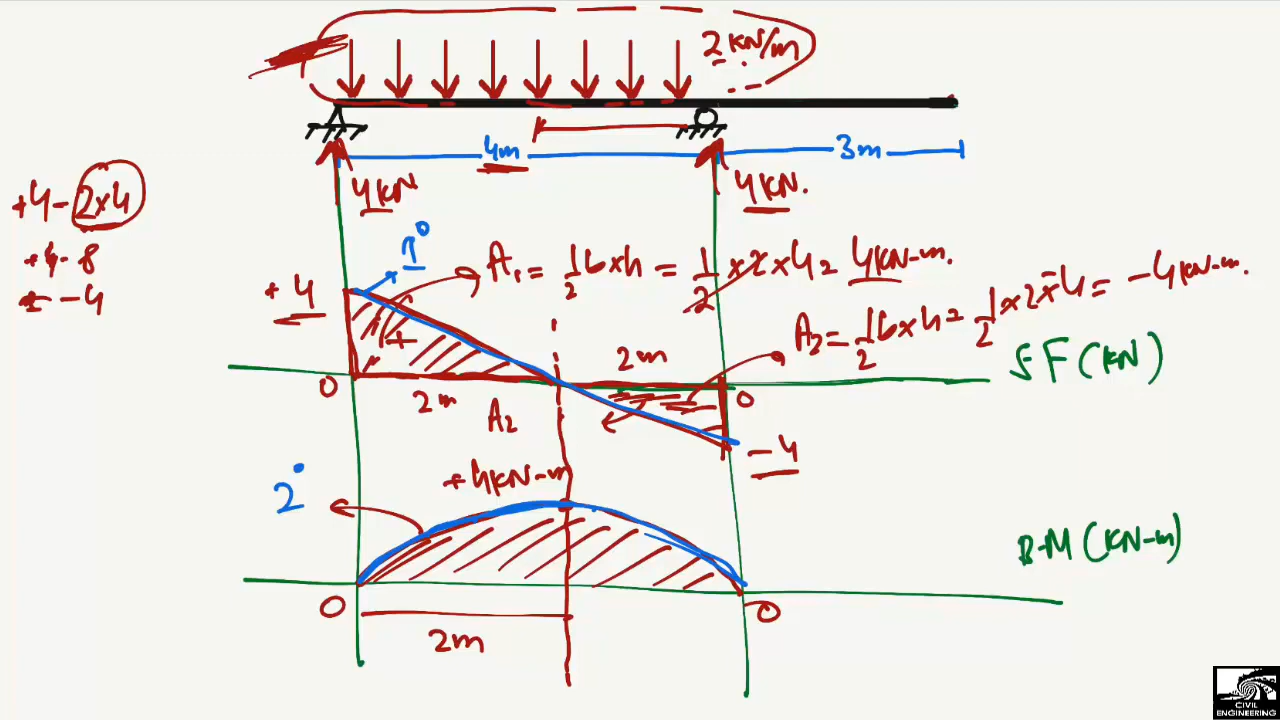 2 KN/m
4m
3m
4KN
4KN.
+4-2×4
+4-8
-4
1°
A₁ = 1/2 b×h = 1/2 ×2×4= 4KN-m.
A₂= 1/2 b×h= 1/2 ×2×-4= -4KN-m.
+4
+
2m
S F (KN)
0
2m
0
A₂
-4
+4KN-m
2°
B.M (KN-m)
0
0
2m
CIVIL
ENGINEERING